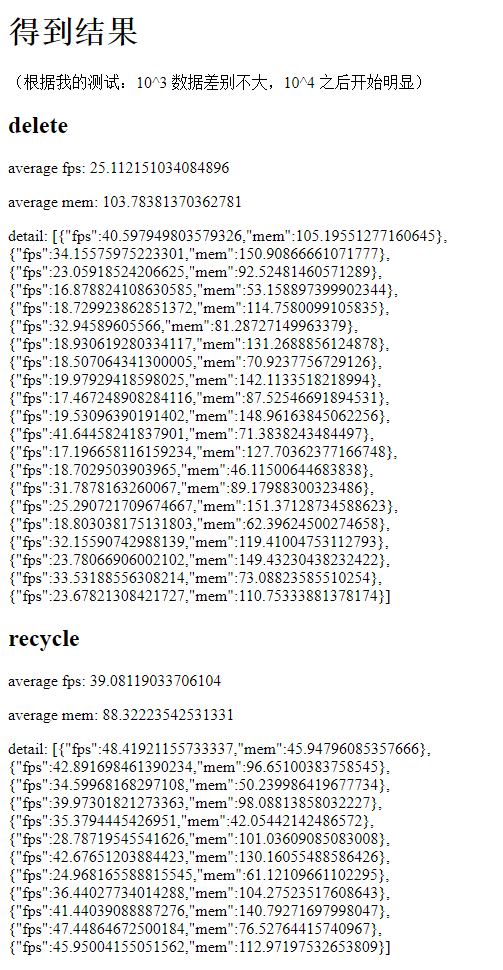 得到结果
（根据我的测试：10^3 数据差别不大，10^4 之后开始明显）
delete
average fps: 25.112151034084896
average mem: 103.78381370362781
detail: [{"fps":40.597949803579326,"mem":105.19551277160645},
{"fps":34.15575975223301,"mem":150.90866661071777},
{"fps":23.05918524206625,"mem":92.52481460571289},
{"fps":16.878824108630585,"mem":53.158897399902344},
{"fps":18.729923862851372,"mem":114.7580099105835},
{"fps":32.94589605566,"mem":81.28727149963379},
{"fps":18.930619280334117,"mem":131.2688856124878},
{"fps":18.507064341300005,"mem":70.9237756729126},
{"fps":19.97929418598025,"mem":142.1133518218994},
{"fps":17.467248908284116,"mem":87.52546691894531},
{"fps":19.53096390191402,"mem":148.96163845062256},
{"fps":41.64458241837901,"mem":71.3838243484497},
{"fps":17.196658116159234,"mem":127.70362377166748},
{"fps":18.7029503903965,"mem":46.11500644683838},
{"fps":31.7878163260067,"mem":89.17988300323486},
{"fps":25.290721709674667,"mem":151.37128734588623},
{"fps":18.803038175131803,"mem":62.39624500274658},
{"fps":32.15590742988139,"mem":119.41004753112793},
{"fps":23.78066906002102,"mem":149.43230438232422},
{"fps":33.53188556308214,"mem":73.08823585510254},
{"fps":23.67821308421727,"mem":110.75333881378174}]
recycle
average fps: 39.08119033706104
average mem: 88.32223542531331
detail: [{"fps":48.41921155733337,"mem":45.94796085357666},
{"fps":42.891698461390234,"mem":96.65100383758545},
{"fps":34.59968168297108,"mem":50.239986419677734},
{"fps":39.97301821273363,"mem":98.08813858032227},
{"fps":35.3794445426951,"mem":42.05442142486572},
{"fps":28.78719545541626,"mem":101.03609085083008},
{"fps":42.67651203884423,"mem":130.16055488586426},
{"fps":24.968165588815545,"mem":61.12109661102295},
{"fps":36.44027734014288,"mem":104.27523517608643},
{"fps":41.44039088887276,"mem":140.79271697998047},
{"fps":47.44864672500184,"mem":76.52764415740967},
{"fps":45.95004155051562,"mem":112.97197532653809}]